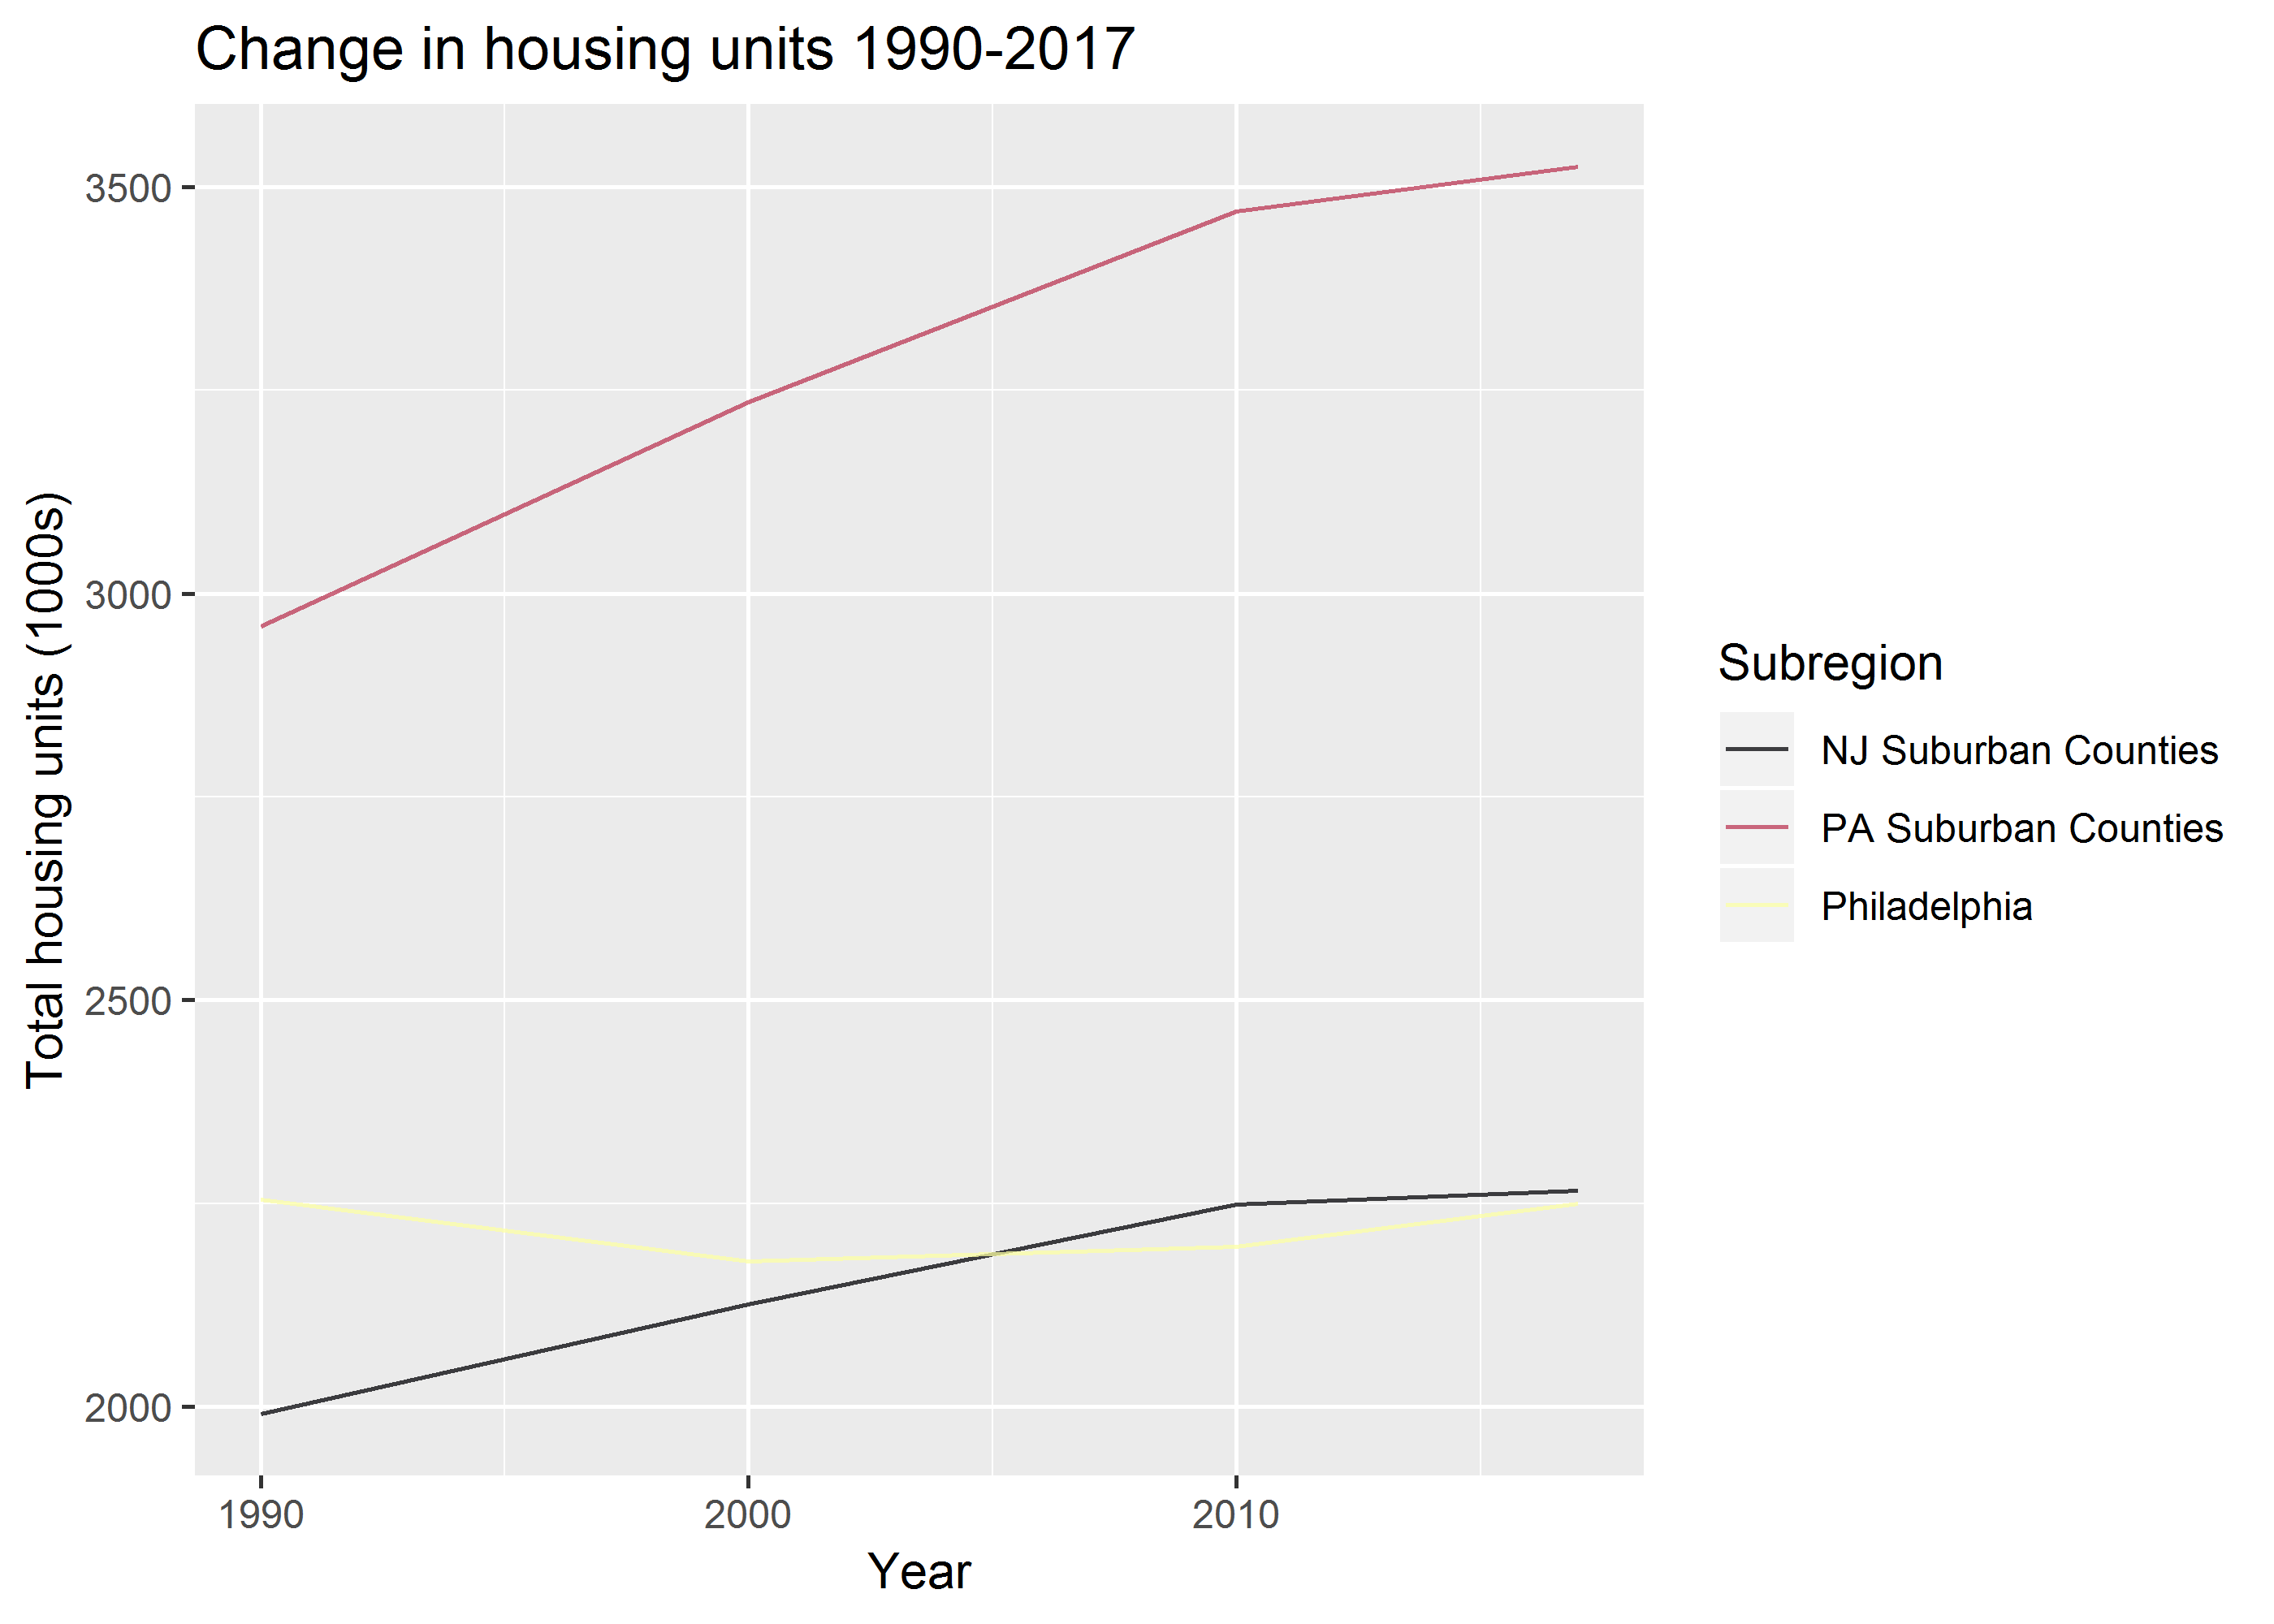 Change in housing units 1990-2017
Total housing units (1000s)
3500
3000
2500
2000
1990 2000 2010
Year
Subregion
NJ Suburban Counties
PA Suburban Counties
Philadelphia